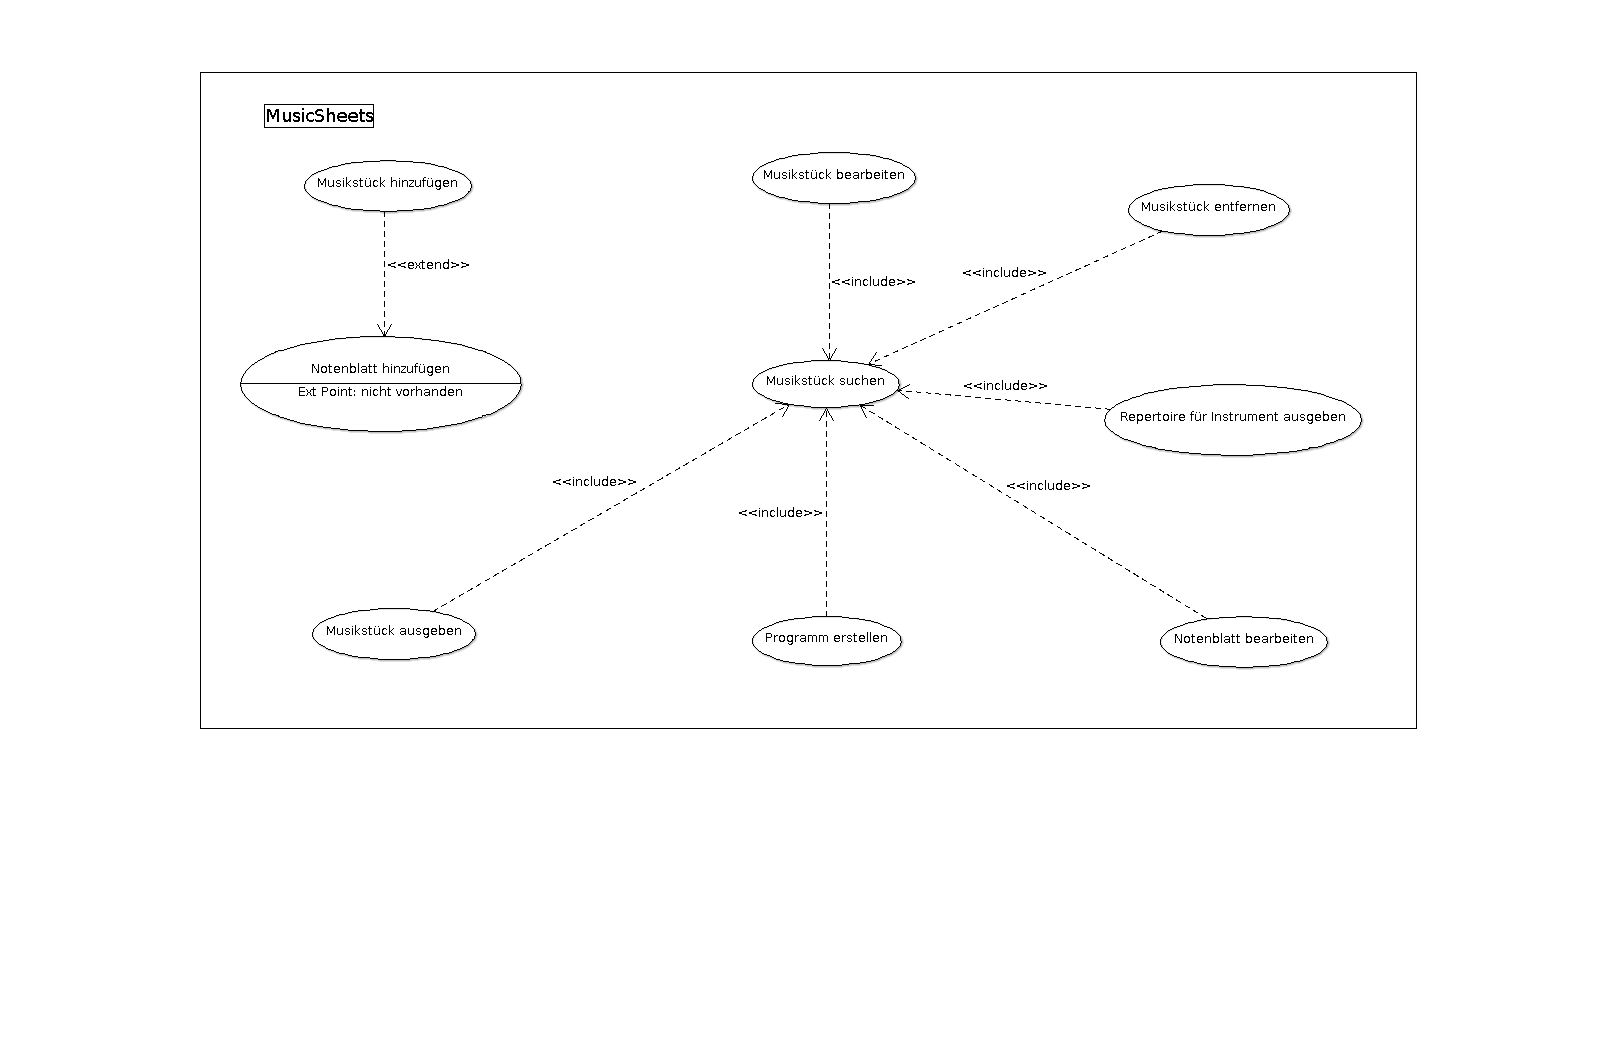 MusicSheets
Musikstück hinzufügen
Musikstück bearbeiten
Musikstück entfernen
<<extend>>
<<include>>
<<include>>
Notenblatt hinzufügen
Ext Point: nicht vorhanden
Musikstück suchen
<<include>>
Repertoire für Instrument ausgeben
<<include>>
<<include>>
<<include>>
Musikstück ausgeben
Programm erstellen
Notenblatt bearbeiten